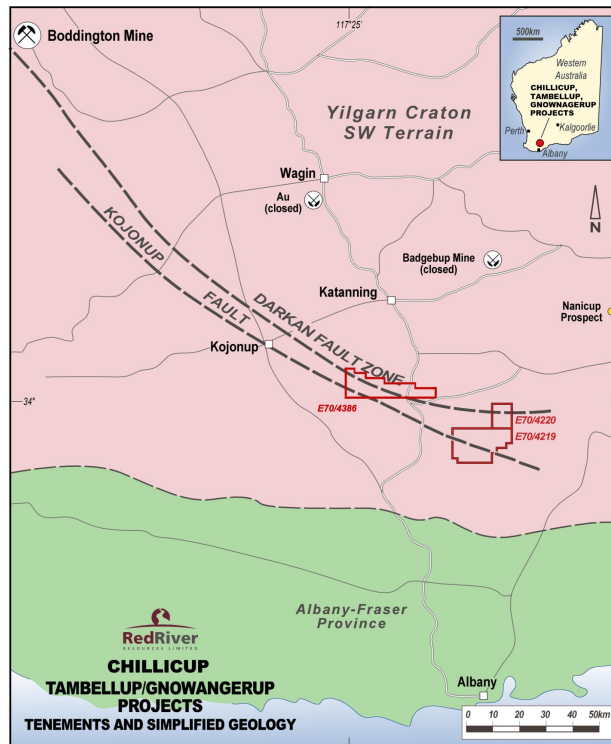 117°25'
Boddington Mine
500km
Western
Australia
CHILLICUP,
TAMBELLUP,
GNOWNAGERUP
PROJECTS
Perth
Kalgoorlie
Albany
Yilgarn Craton
SW Terrain
Wagin
Au
(closed)
N
Badgebup Mine
(closed)
KOJONUP
FAULT
DARKAN FAULT ZONE
Katanning
Nanicup
Prospect
Kojonup
34°
E70/4386
E70/4220
E70/4219
Albany-Fraser
Province
RedRiver
RESOURCES LIMITED
CHILLICUP
TAMBELLUP/GNOWANGERUP
PROJECTS
TENEMENTS AND SIMPLIFIED GEOLOGY
Albany
0 10 20 30 40 50km